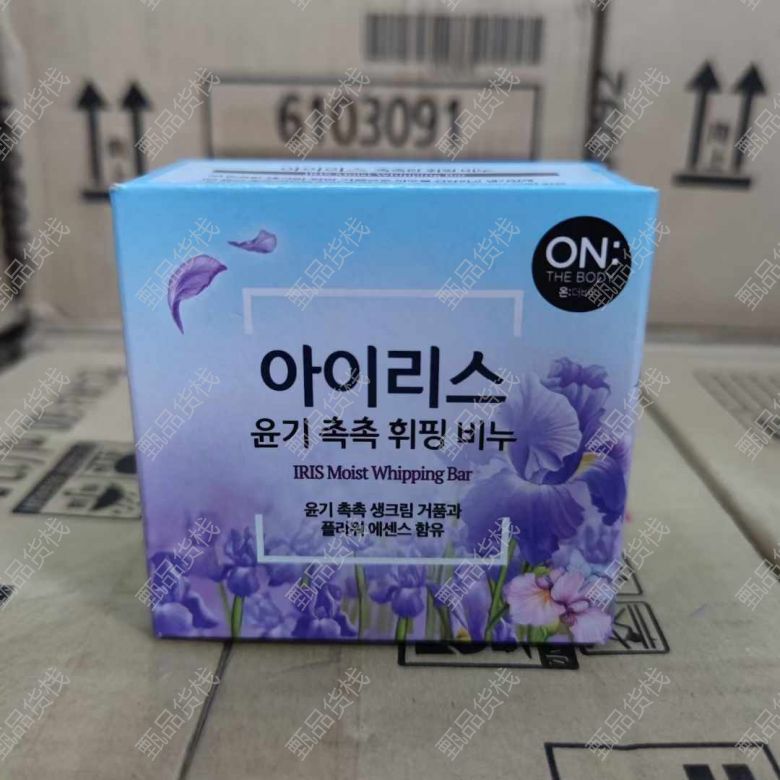 6A03091
ON:
THE BODY
온:더바디
아이리스
윤기 촉촉 휘핑 비누
IRIS Moist Whipping Bar
윤기 촉촉 생크림 거품과
플라워 에센스 함유
甄品货栈